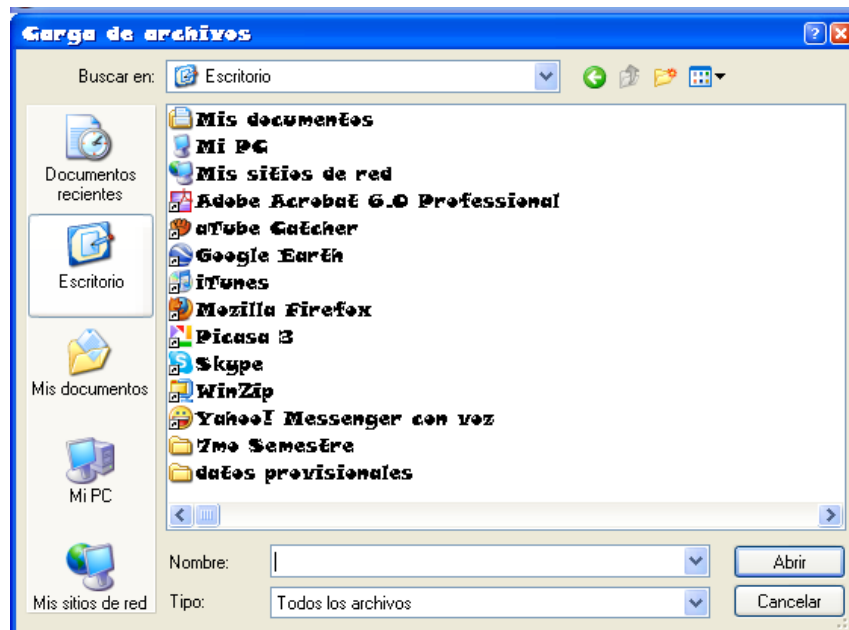 Carga de archivos
Buscar en: Escritorio
Documentos
recientes
Escritorio
Mis documentos
Mi PC
Mis sitios de red
Mis documentos
Mi PC
Mis sitios de red
Adobe Acrobat 6.0 Professional
aTube Catcher
Google Earth
iTunes
Mozilla Firefox
Picasa 3
Skype
WinZip
Yahoo! Messenger con voz
7mo Semestre
datos provisionales
Nombre:
Abrir
Tipo: Todos los archivos
Cancelar